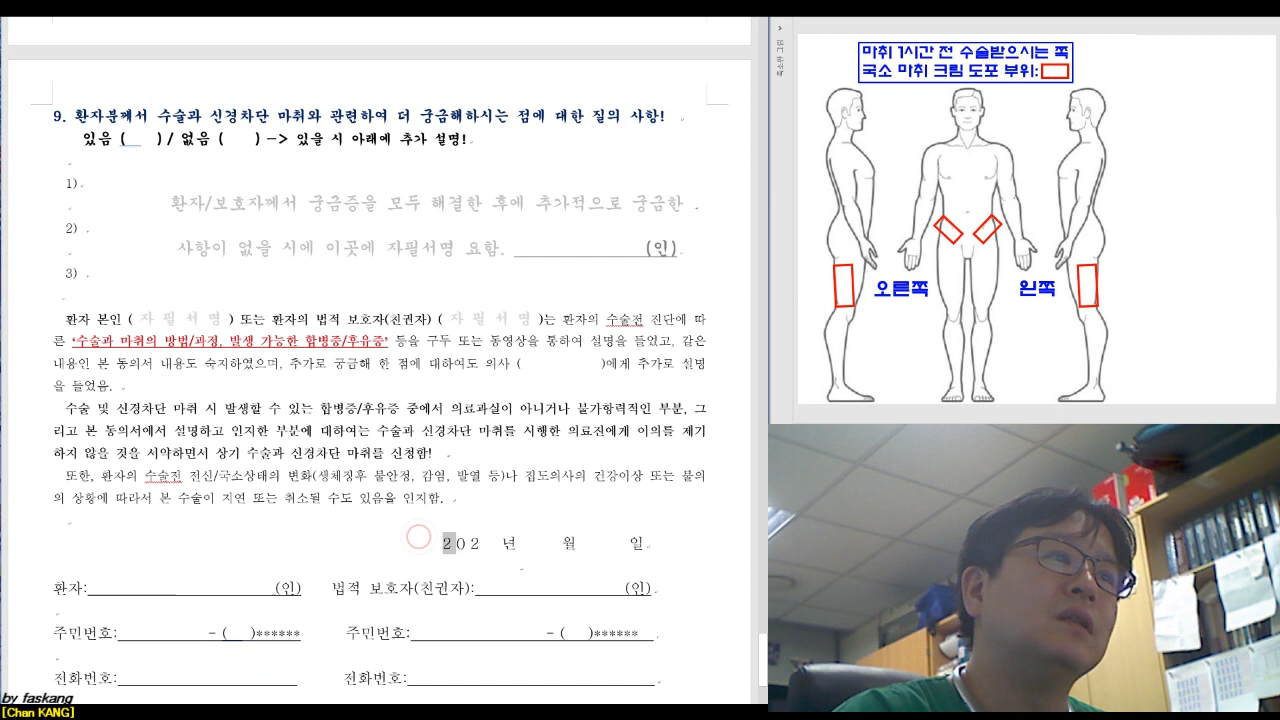 9. 환자분께서 수술과 신경차단 마취와 관련하여 더 궁금해하시는 점에 대한 질의 사항!
있음 ( ) / 없음 ( ) -> 있을 시 아래에 추가 설명!
1)
환자/보호자께서 궁금증을 모두 해결한 후에 추가적으로 궁금한
2)
사항이 없을 시에 이곳에 자필서명 요함. (인)
3)
환자 본인 ( 자 필 서 명 ) 또는 환자의 법적 보호자(친권자) ( 자 필 서 명 )는 환자의 수술전 진단에 따
른 ‘수술과 마취의 방법/과정, 발생 가능한 합병증/후유증’ 등을 구두 또는 동영상을 통하여 설명을 들었고, 같은
내용인 본 동의서 내용도 숙지하였으며, 추가로 궁금해 한 점에 대하여도 의사 ( )에게 추가로 설명
을 들었음.
수술 및 신경차단 마취 시 발생할 수 있는 합병증/후유증 중에서 의료과실이 아니거나 불가항력적인 부분, 그
리고 본 동의서에서 설명하고 인지한 부분에 대하여는 수술과 신경차단 마취를 시행한 의료진에게 이의를 제기
하지 않을 것을 서약하면서 상기 수술과 신경차단 마취를 신청함!
또한, 환자의 수술전 전신/국소상태의 변화(생체징후 불안정, 감염, 발열 등)나 집도의사의 건강이상 또는 불의
의 상황에 따라서 본 수술이 지연 또는 취소될 수도 있음을 인지함.
202 년 월 일
환자: (인) 법적 보호자(친권자): (인)
주민번호: - ( )****** 주민번호: - ( )******
전화번호: 전화번호:
by faskang
[Chan KANG]
마취 1시간 전 수술받으시는 쪽
국소 마취 크림 도포 부위:
오른쪽 왼쪽